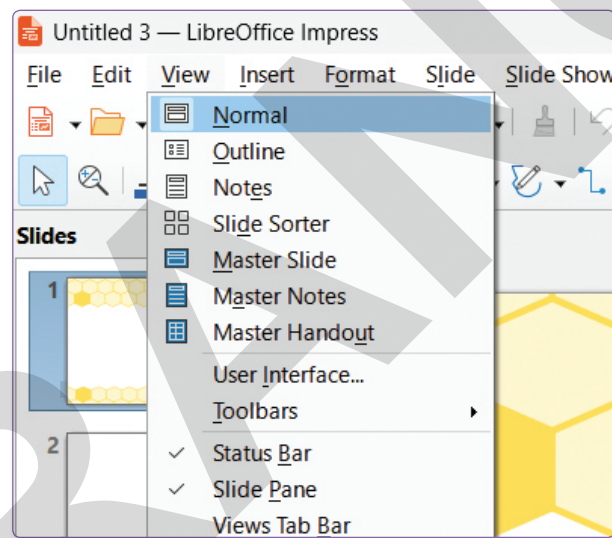 Untitled 3 — LibreOffice Impress
File Edit View Insert Format Slide Slide Show
Normal
Outline
Notes
Slide Sorter
Slides
Master Slide
1
Master Notes
Master Handout
User Interface...
Toolbars
2
Status Bar
Slide Pane
Views Tab Bar